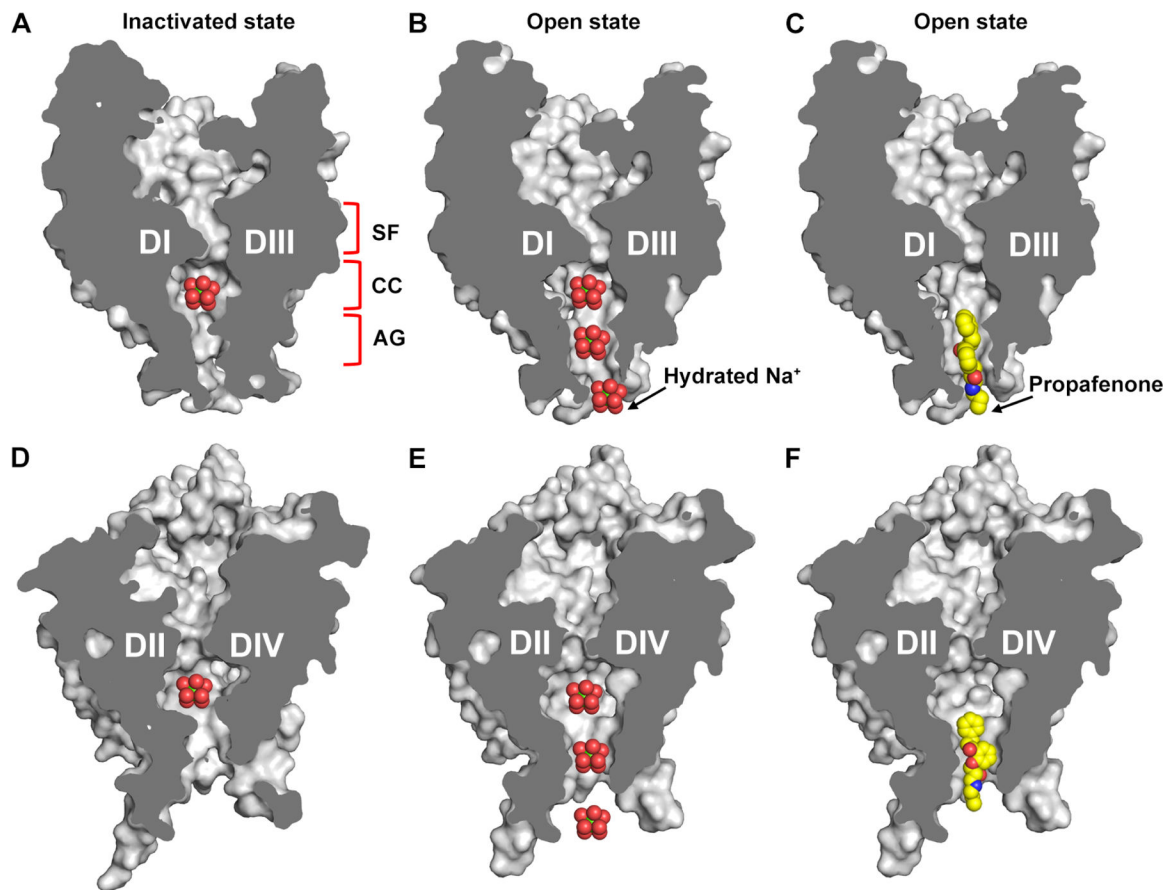 A Inactivated state
B Open state
C Open state
DI DIII
SF
CC
AG
DI DIII
Hydrated Na⁺
DI DIII
Propafenone
D
E
F
DII DIV
DII DIV
DII DIV